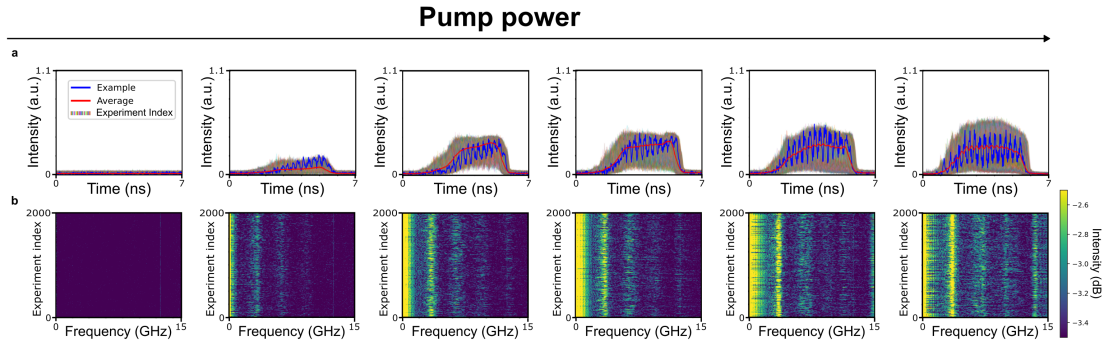 Pump power
a
1.1
Intensity (a.u.)
0
0
Time (ns)
7
Example
Average
Experiment Index
1.1
Intensity (a.u.)
0
0
Time (ns)
7
1.1
Intensity (a.u.)
0
0
Time (ns)
7
1.1
Intensity (a.u.)
0
0
Time (ns)
7
1.1
Intensity (a.u.)
0
0
Time (ns)
7
1.1
Intensity (a.u.)
0
0
Time (ns)
7
b
2000
Experiment index
0
0
Frequency (GHz)
15
2000
Experiment index
0
0
Frequency (GHz)
15
2000
Experiment index
0
0
Frequency (GHz)
15
2000
Experiment index
0
0
Frequency (GHz)
15
2000
Experiment index
0
0
Frequency (GHz)
15
2000
Experiment index
0
0
Frequency (GHz)
15
−2.6
−2.8
−3.0
−3.2
−3.4
Intensity (dB)